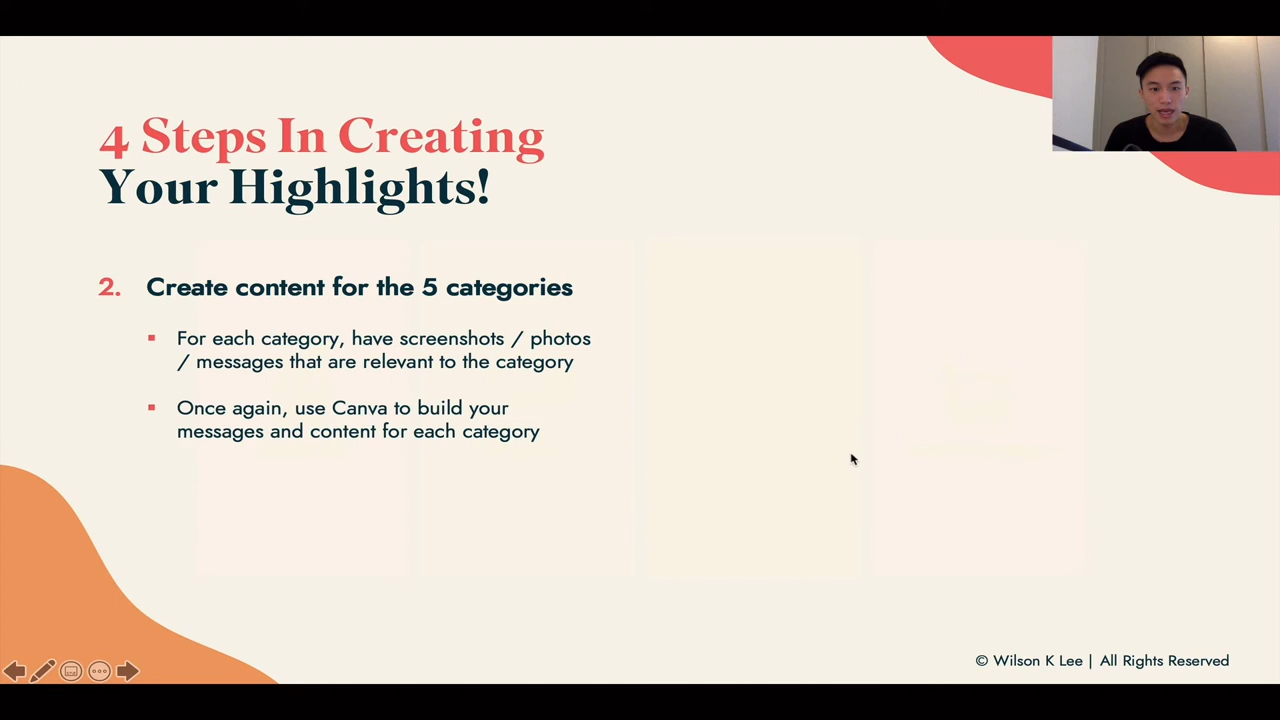 4 Steps In Creating
Your Highlights!
2. Create content for the 5 categories
▪ For each category, have screenshots / photos
/ messages that are relevant to the category
▪ Once again, use Canva to build your
messages and content for each category
© Wilson K Lee | All Rights Reserved